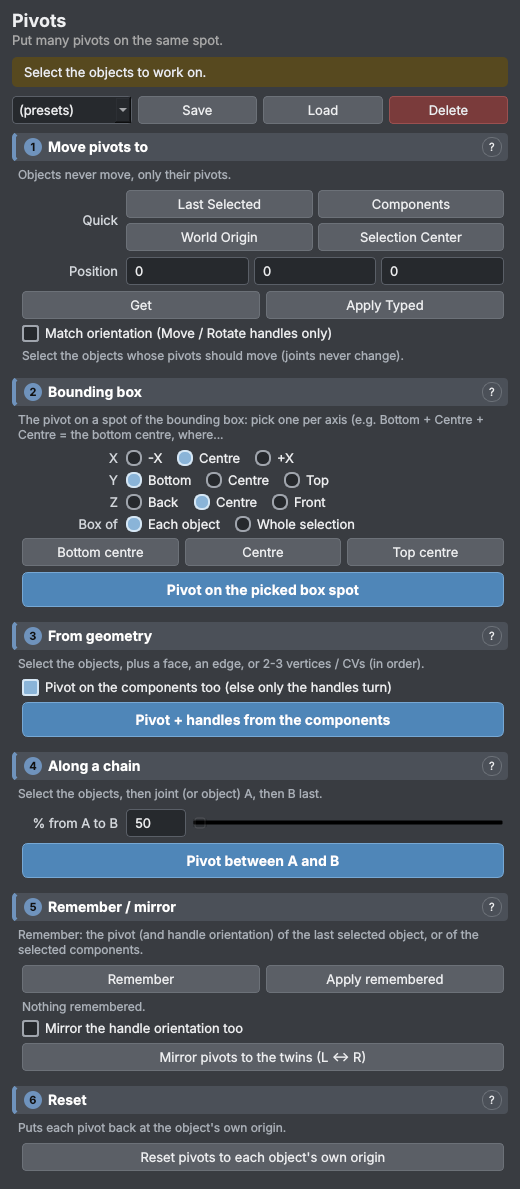 Pivots
Put many pivots on the same spot.
Select the objects to work on.
(presets) Save Load Delete
1 Move pivots to ?
Objects never move, only their pivots.
Quick Last Selected Components
World Origin Selection Center
Position 0 0 0
Get Apply Typed
Match orientation (Move / Rotate handles only)
Select the objects whose pivots should move (joints never change).
2 Bounding box ?
The pivot on a spot of the bounding box: pick one per axis (e.g. Bottom + Centre +
Centre = the bottom centre, where...
X -X Centre +X
Y Bottom Centre Top
Z Back Centre Front
Box of Each object Whole selection
Bottom centre Centre Top centre
Pivot on the picked box spot
3 From geometry ?
Select the objects, plus a face, an edge, or 2-3 vertices / CVs (in order).
Pivot on the components too (else only the handles turn)
Pivot + handles from the components
4 Along a chain ?
Select the objects, then joint (or object) A, then B last.
% from A to B 50
Pivot between A and B
5 Remember / mirror ?
Remember: the pivot (and handle orientation) of the last selected object, or of the
selected components.
Remember Apply remembered
Nothing remembered.
Mirror the handle orientation too
Mirror pivots to the twins (L ↔ R)
6 Reset ?
Puts each pivot back at the object's own origin.
Reset pivots to each object's own origin